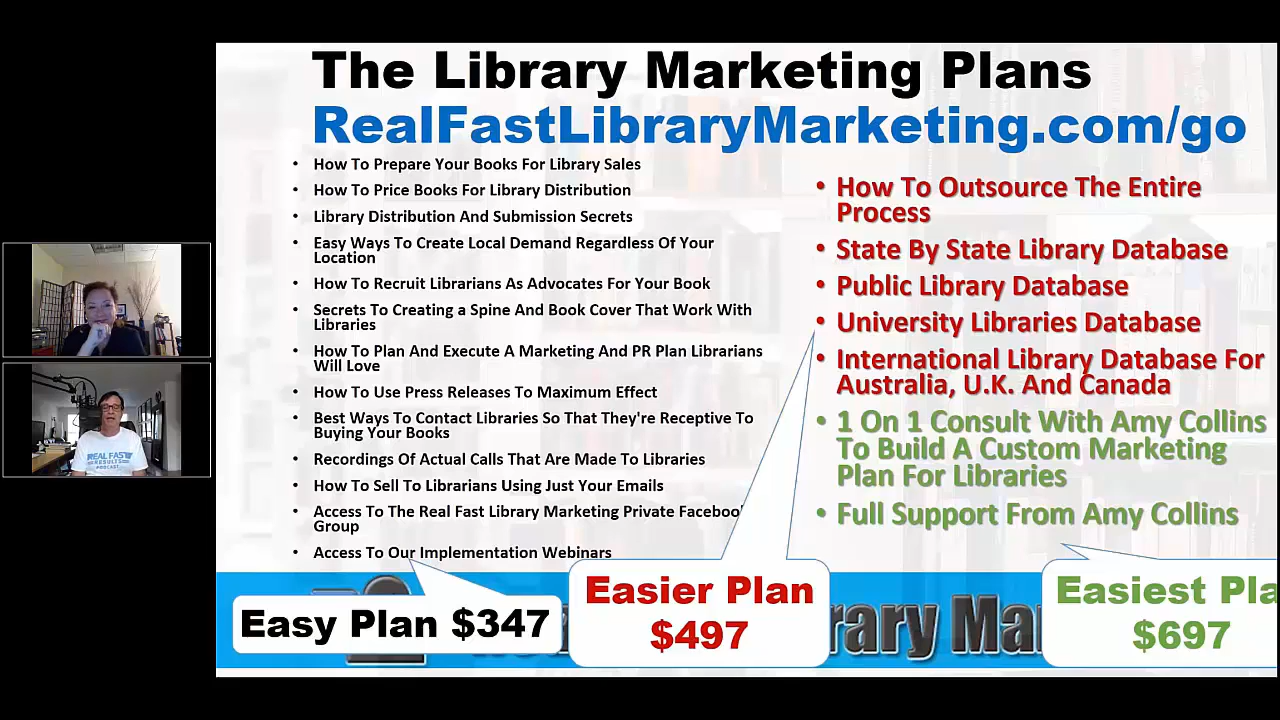 The Library Marketing Plans
RealFastLibraryMarketing.com/go
• How To Prepare Your Books For Library Sales
• How To Price Books For Library Distribution
• Library Distribution And Submission Secrets
• Easy Ways To Create Local Demand Regardless Of Your
Location
• How To Recruit Librarians As Advocates For Your Book
• Secrets To Creating a Spine And Book Cover That Work With
Libraries
• How To Plan And Execute A Marketing And PR Plan Librarians
Will Love
• How To Use Press Releases To Maximum Effect
• Best Ways To Contact Libraries So That They're Receptive To
Buying Your Books
• Recordings Of Actual Calls That Are Made To Libraries
• How To Sell To Librarians Using Just Your Emails
• Access To The Real Fast Library Marketing Private Facebook
Group
• Access To Our Implementation Webinars
• How To Outsource The Entire
Process
• State By State Library Database
• Public Library Database
• University Libraries Database
• International Library Database For
Australia, U.K. And Canada
• 1 On 1 Consult With Amy Collins
To Build A Custom Marketing
Plan For Libraries
• Full Support From Amy Collins
Easy Plan $347
Easier Plan
$497
Easiest Pla
$697
rary Mar
REAL FAST
RESULTS
PODCAST